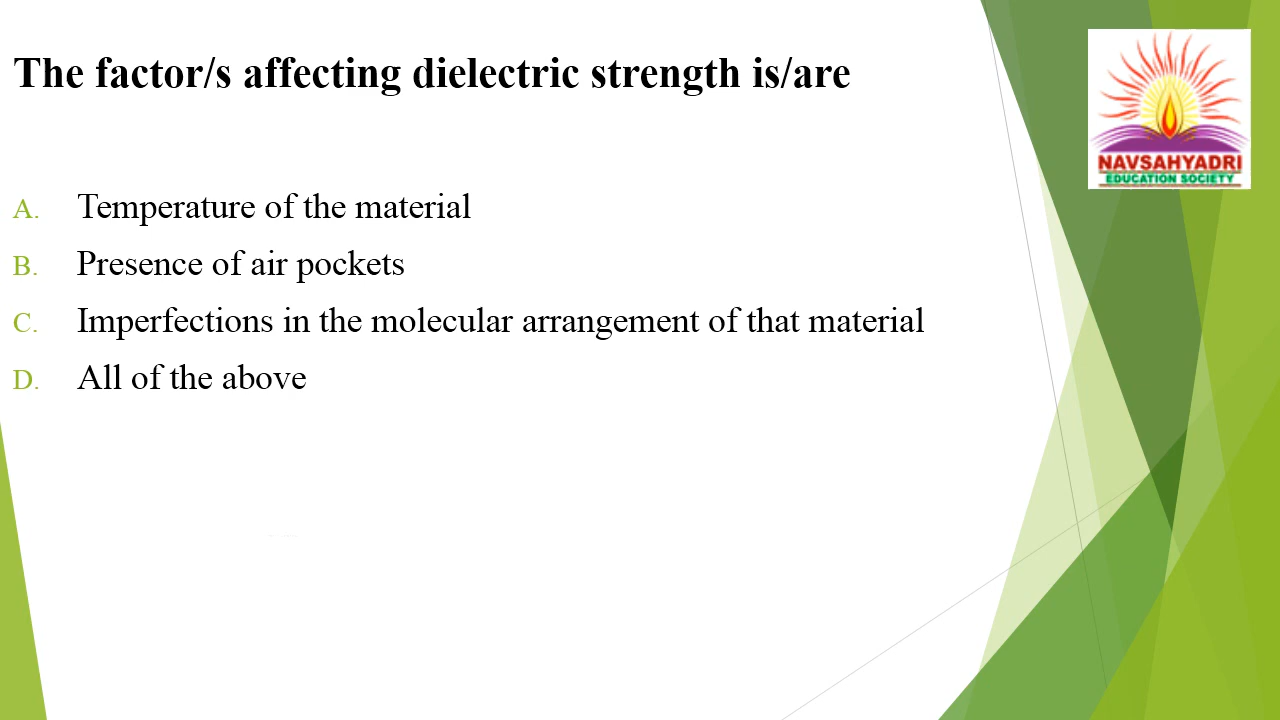 The factor/s affecting dielectric strength is/are
NAVSAHYADRI
EDUCATION SOCIETY
A. Temperature of the material
B. Presence of air pockets
C. Imperfections in the molecular arrangement of that material
D. All of the above